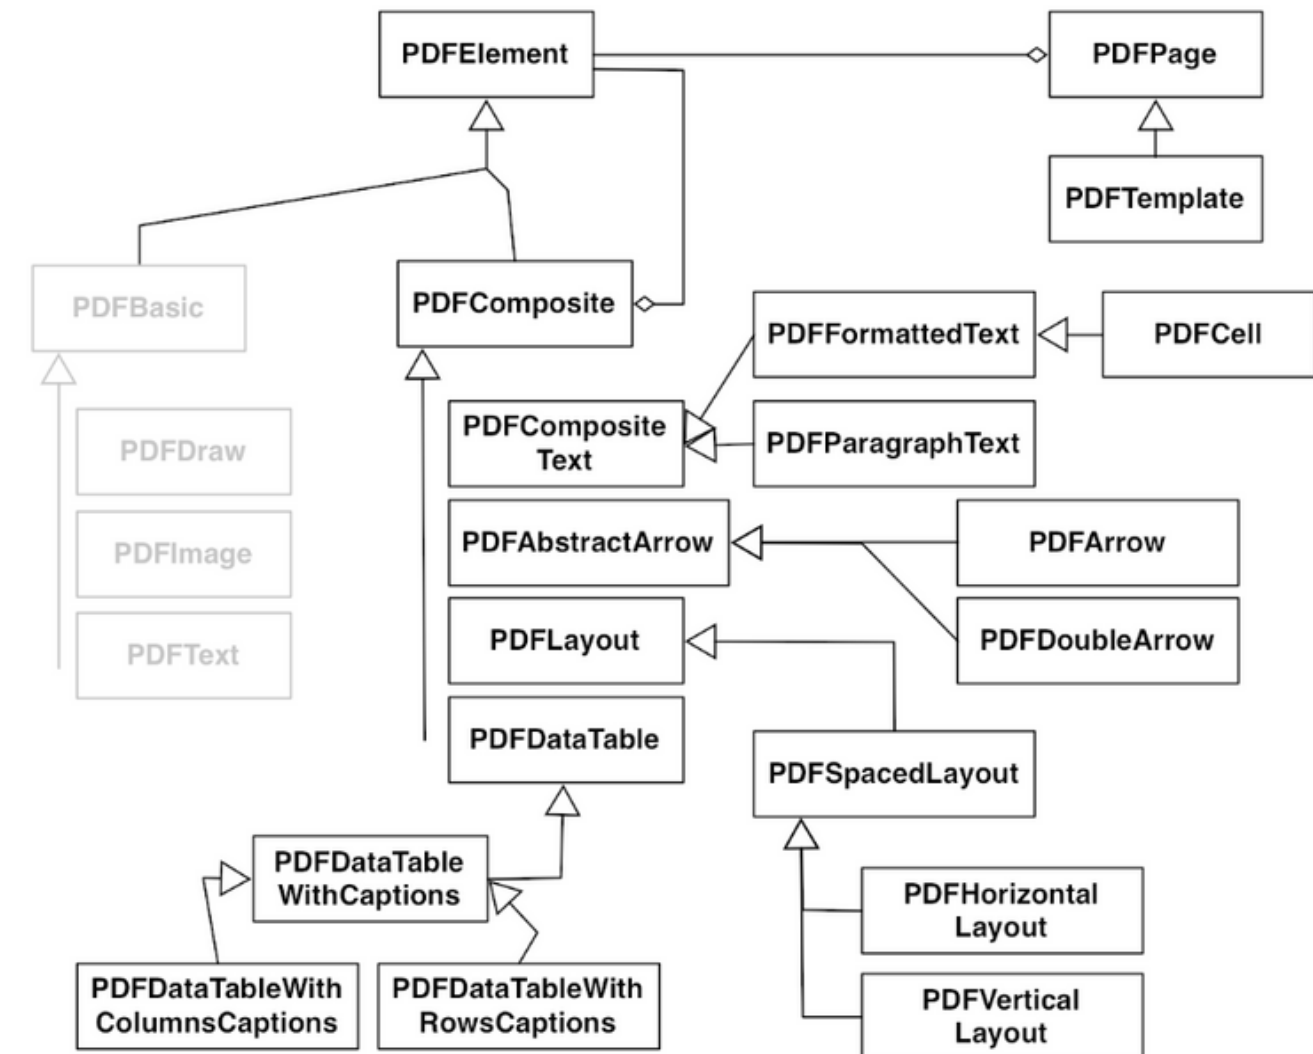 PDFElement
PDFPage
PDFTemplate
PDFBasic
PDFComposite
PDFFormattedText
PDFCell
PDFDraw
PDFComposite
Text
PDFParagraphText
PDFImage
PDFAbstractArrow
PDFArrow
PDFText
PDFLayout
PDFDoubleArrow
PDFDataTable
PDFSpacedLayout
PDFDataTable
WithCaptions
PDFHorizontal
Layout
PDFDataTableWith
ColumnsCaptions
PDFDataTableWith
RowsCaptions
PDFVertical
Layout